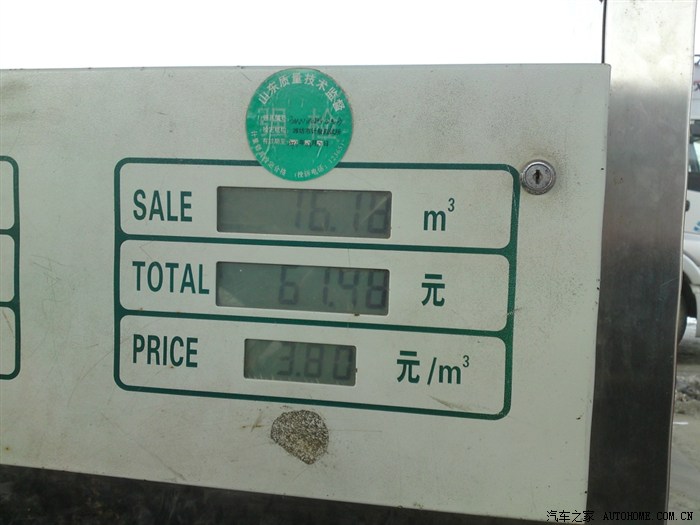 山东质量技术监督
SALE 16.18 m³
TOTAL 61.48 元
PRICE 3.80 元/m³
汽车之家 AUTOHOME.COM.CN